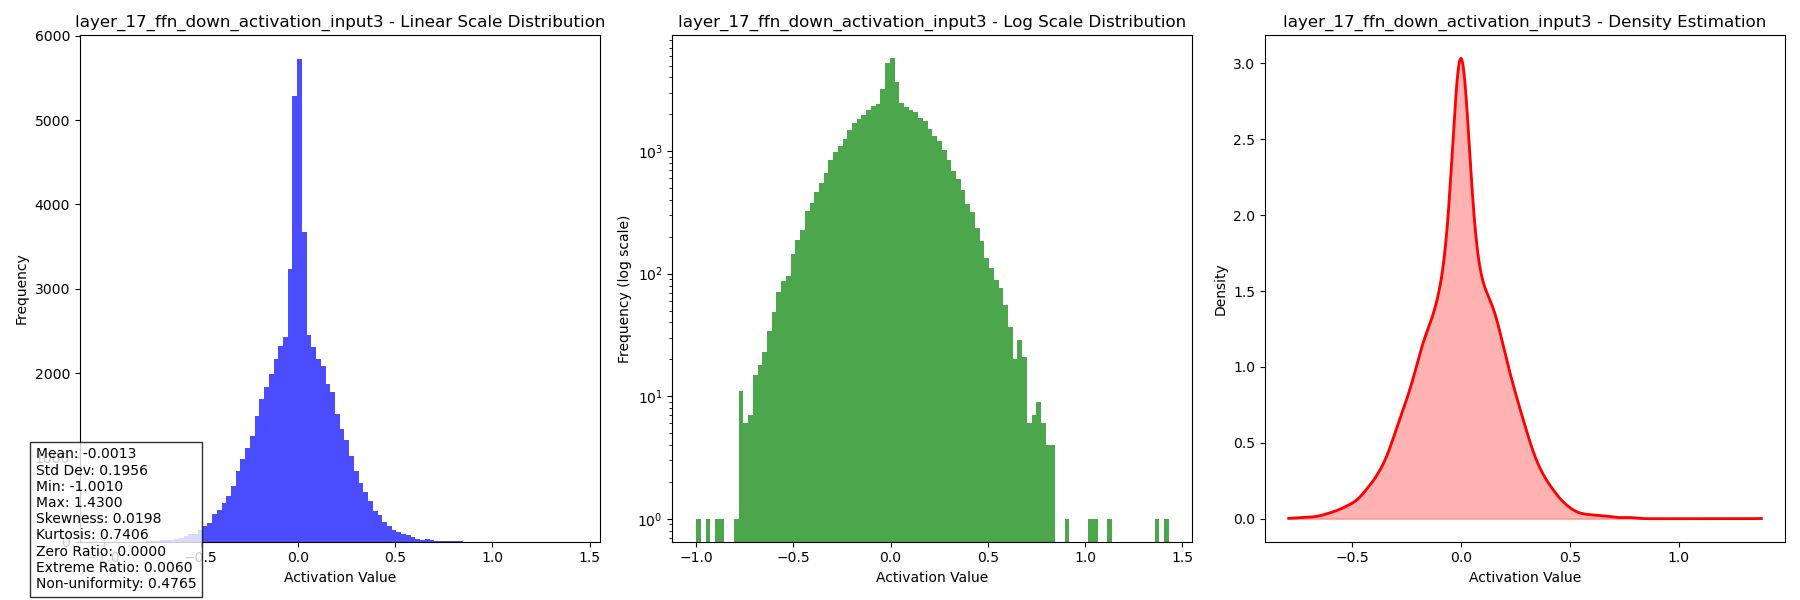 layer_17_ffn_down_activation_input3 - Linear Scale Distribution
6000
5000
4000
3000
2000
Frequency
0.0
0.5
1.0
1.5
Activation Value
Mean: -0.0013
Std Dev: 0.1956
Min: -1.0010
Max: 1.4300
Skewness: 0.0198
Kurtosis: 0.7406
Zero Ratio: 0.0000
Extreme Ratio: 0.0060
Non-uniformity: 0.4765
layer_17_ffn_down_activation_input3 - Log Scale Distribution
10³
10²
10¹
10⁰
Frequency (log scale)
−1.0
−0.5
0.0
0.5
1.0
1.5
Activation Value
layer_17_ffn_down_activation_input3 - Density Estimation
3.0
2.5
2.0
1.5
1.0
0.5
0.0
Density
−0.5
0.0
0.5
1.0
Activation Value